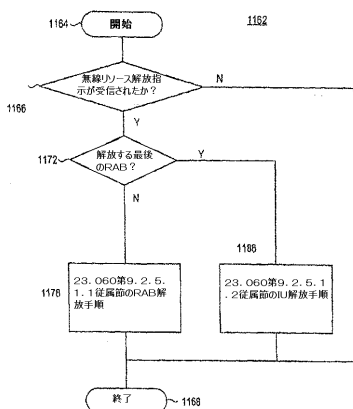 1164
開始
1162
無線リソース解放指
示が受信されたか？
N
1166
Y
1172
解放する最後
のRAB？
Y
N
1186
1176
23．060第9．2．5．
1．1従属節のRAB解
放手順
23．060第9．2．5．1
．2従属節のIU解放手順
終了
1168